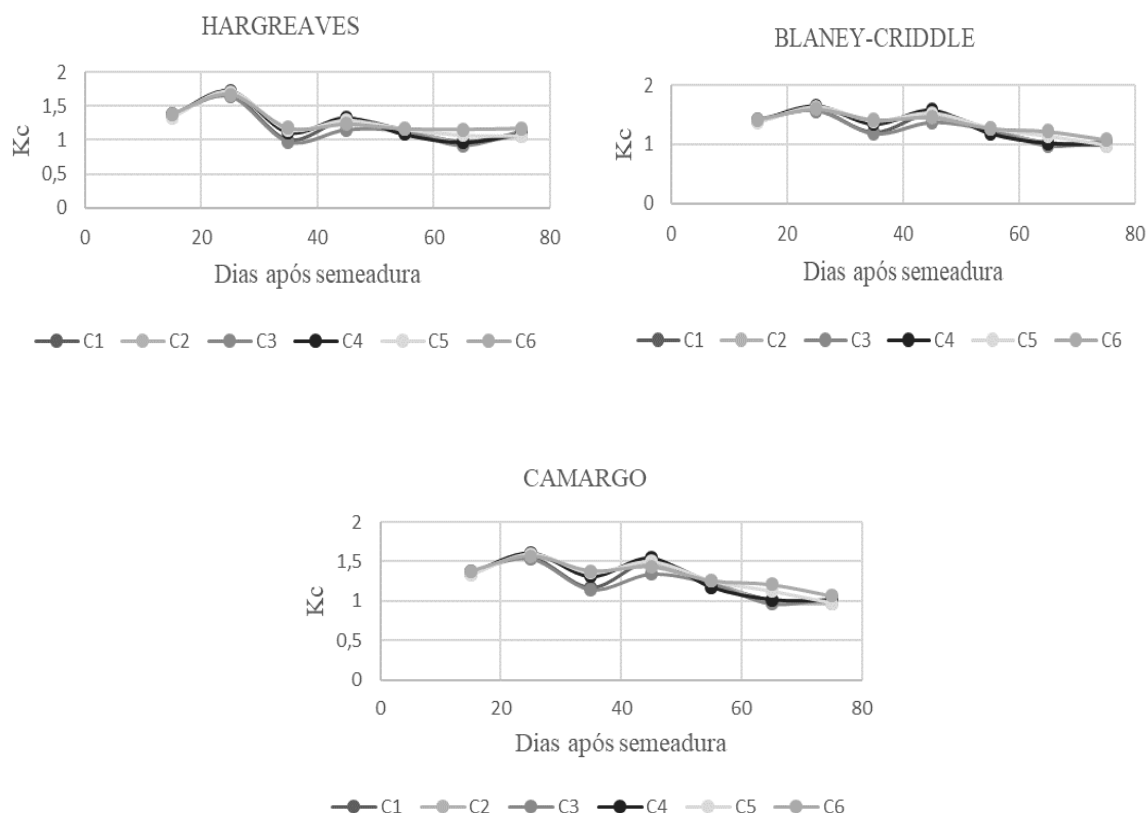 HARGREAVES
2
1,5
1
0,5
0
Kc
0 20 40 60 80
Dias após semeadura
C1 C2 C3 C4 C5 C6
BLANEY-CRIDDLE
2
1
0
Kc
0 20 40 60 80
Dias após semeadura
C1 C2 C3 C4 C5 C6
CAMARGO
2
1,5
1
0,5
0
Kc
0 20 40 60 80
Dias após semeadura
C1 C2 C3 C4 C5 C6